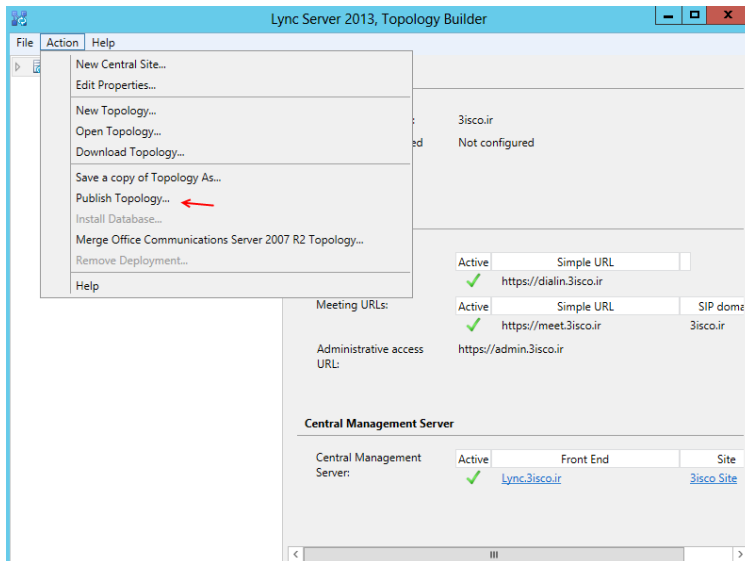 Lync Server 2013, Topology Builder
File Action Help
New Central Site...
Edit Properties...
New Topology...
Open Topology...
Download Topology...
Save a copy of Topology As...
Publish Topology...
Install Database...
Merge Office Communications Server 2007 R2 Topology...
Remove Deployment...
Help
: 3isco.ir
ed Not configured
Active Simple URL
https://dialin.3isco.ir
Meeting URLs: Active Simple URL SIP doma
https://meet.3isco.ir 3isco.ir
Administrative access https://admin.3isco.ir
URL:
Central Management Server
Central Management Active Front End Site
Server: Lync.3isco.ir 3isco Site